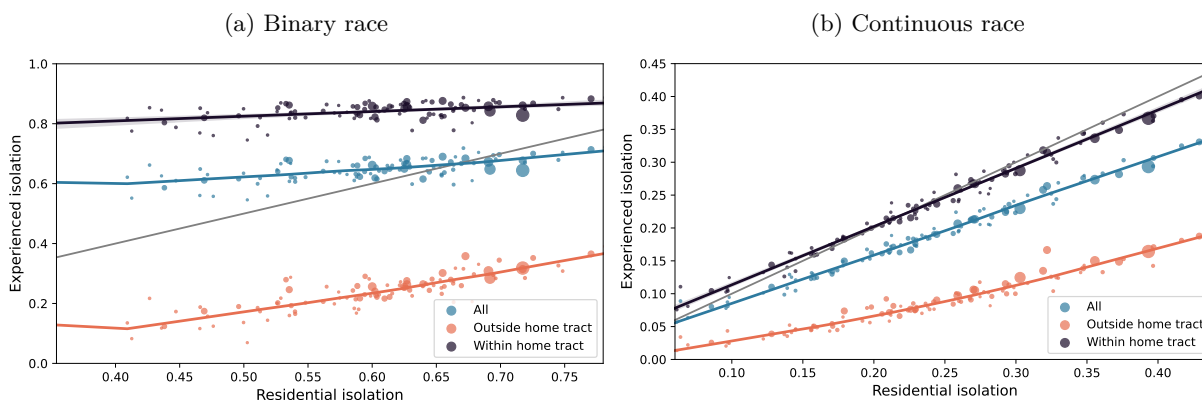 (a) Binary race
1.0
0.8
0.6
0.4
0.2
0.0
Experienced isolation
0.40 0.45 0.50 0.55 0.60 0.65 0.70 0.75
Residential isolation
All
Outside home tract
Within home tract
(b) Continuous race
0.45
0.40
0.35
0.30
0.25
0.20
0.15
0.10
0.05
0.00
Experienced isolation
0.10 0.15 0.20 0.25 0.30 0.35 0.40
Residential isolation
All
Outside home tract
Within home tract